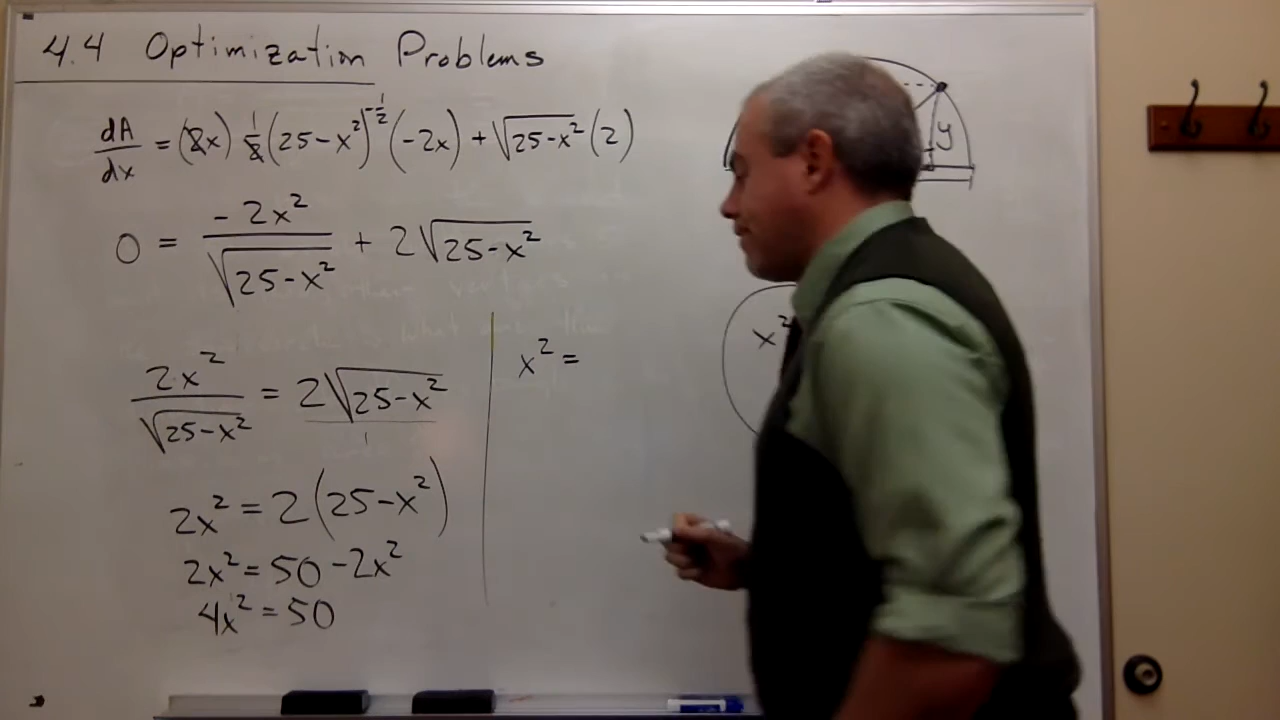 4.4 Optimization Problems
dA/dx = (2x) 1/2 (25-x²)^-1/2 (-2x) + √25-x² (2)
y
0 = -2x²/√25-x² + 2√25-x²
2x²/√25-x² = 2√25-x²/1
x² =
x²
2x² = 2(25-x²)
2x² = 50 - 2x²
4x² = 50